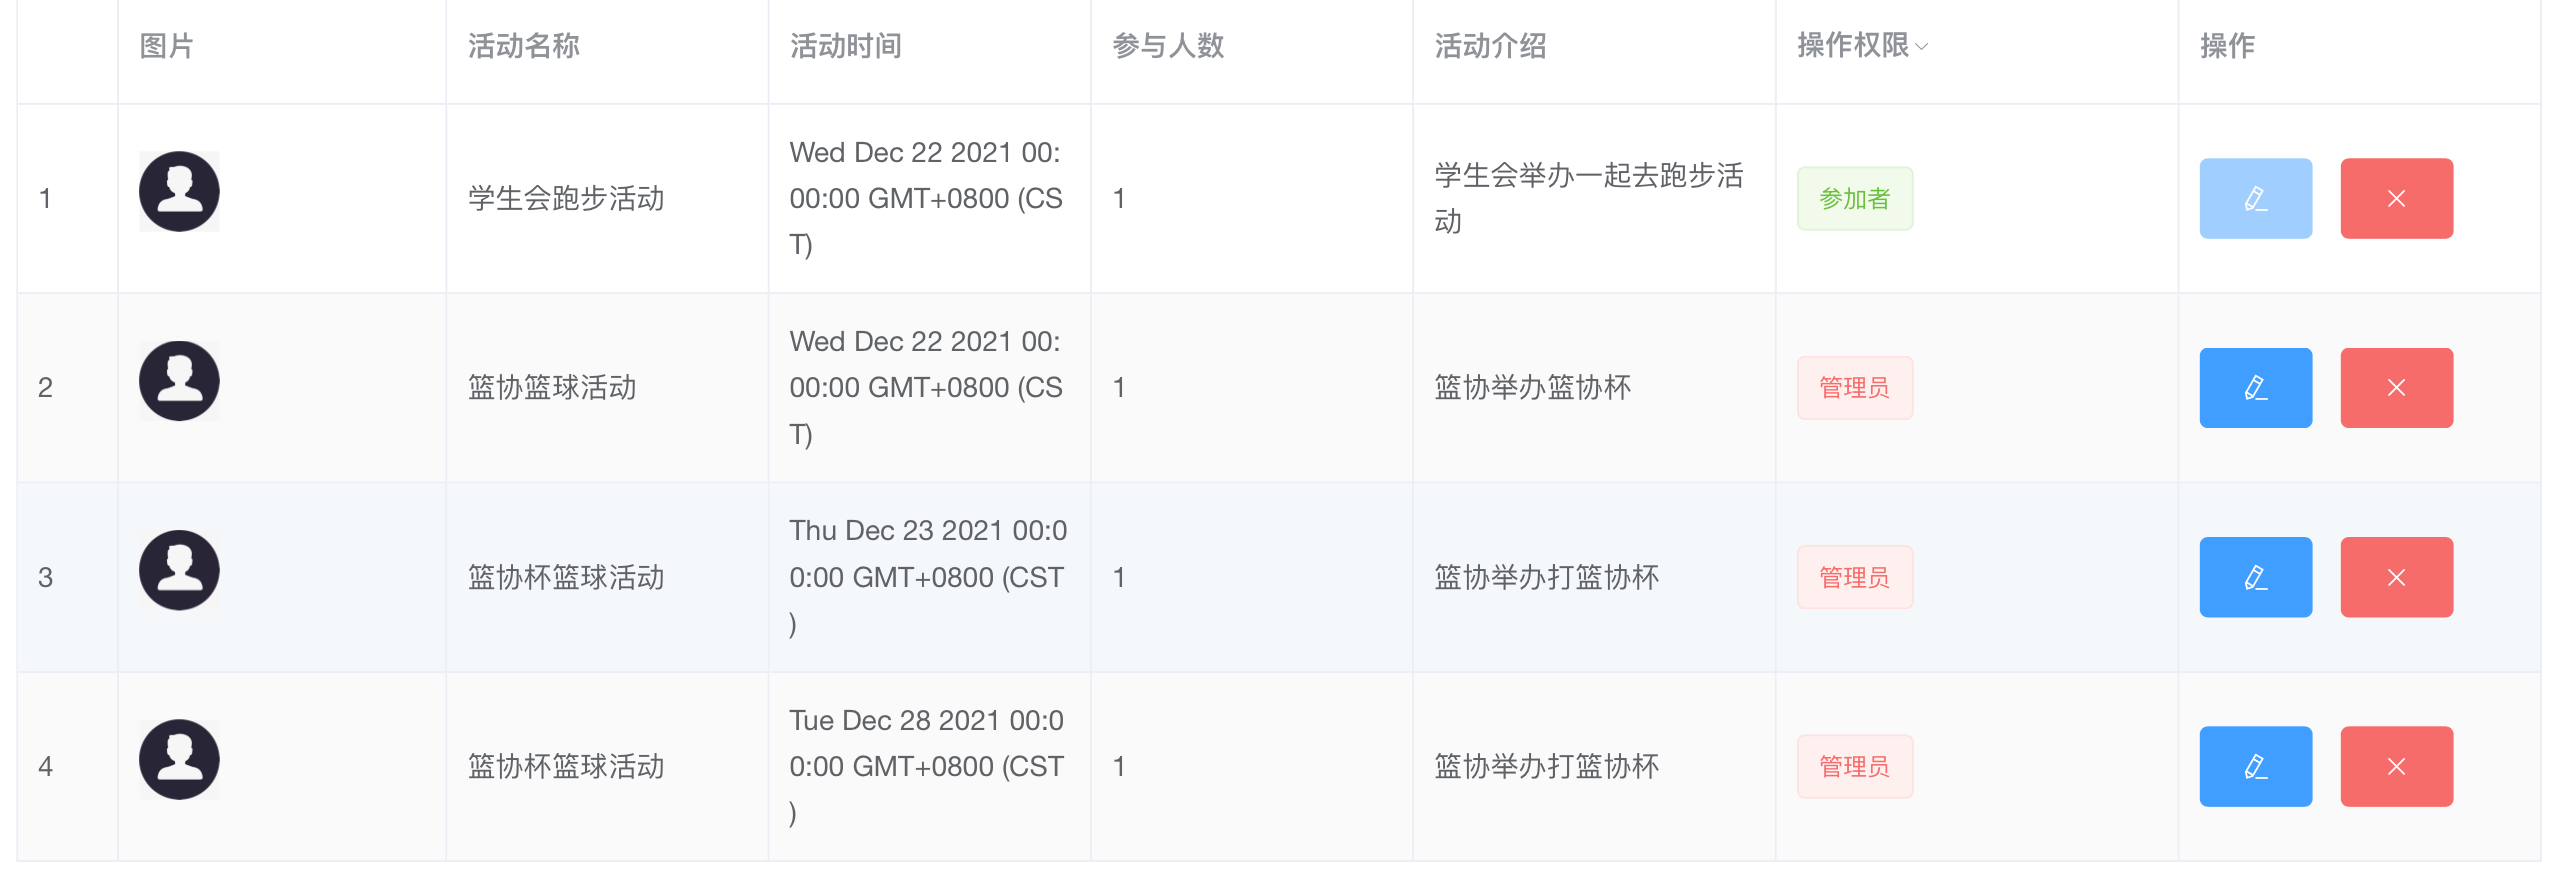 图片 活动名称 活动时间 参与人数 活动介绍 操作权限 操作
1 学生会跑步活动 Wed Dec 22 2021 00:
00:00 GMT+0800 (CS
T) 1 学生会举办一起去跑步活
动 参加者
2 篮协篮球活动 Wed Dec 22 2021 00:
00:00 GMT+0800 (CS
T) 1 篮协举办篮协杯 管理员
3 篮协杯篮球活动 Thu Dec 23 2021 00:0
0:00 GMT+0800 (CST
) 1 篮协举办打篮协杯 管理员
4 篮协杯篮球活动 Tue Dec 28 2021 00:0
0:00 GMT+0800 (CST
) 1 篮协举办打篮协杯 管理员